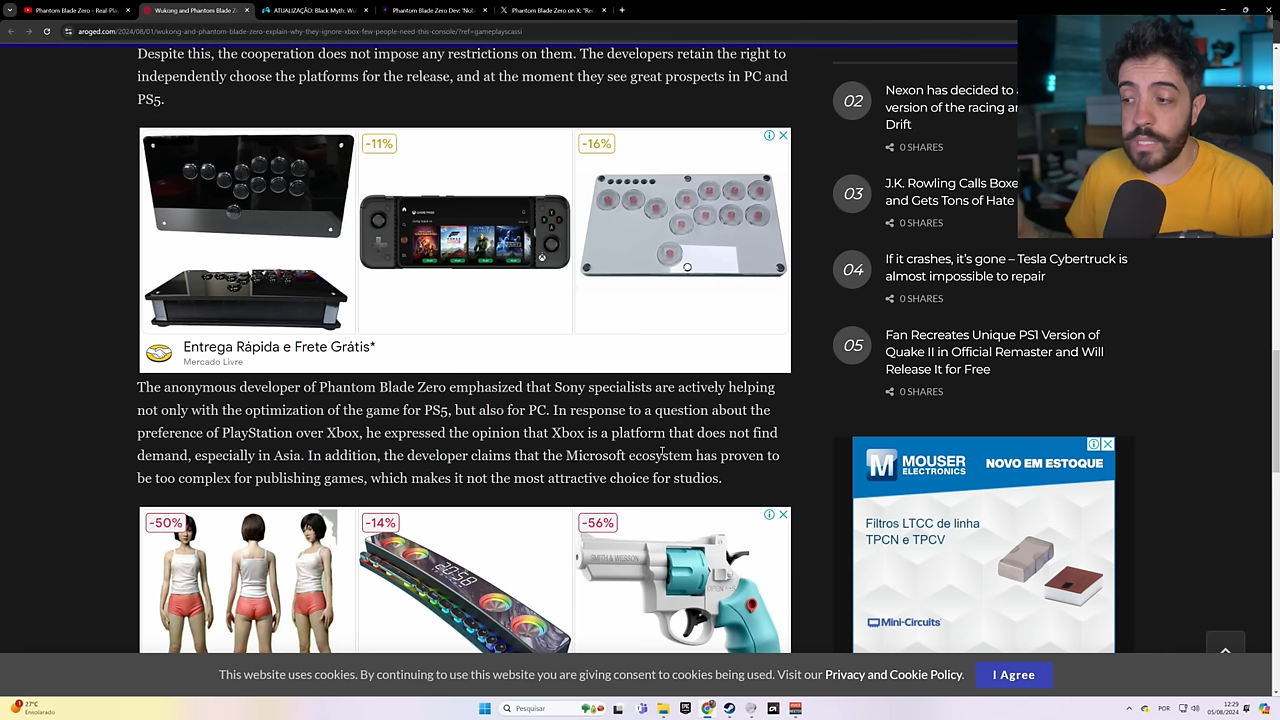 Phantom Blade Zero - Real-Play
Wukong and Phantom Blade Z
ATUALIZAÇÃO: Black Myth: Wu
Phantom Blade Zero Dev: "Nob
Phantom Blade Zero on X: "Re
aroged.com/2024/08/01/wukong-and-phantom-blade-zero-explain-why-they-ignore-xbox-few-people-need-this-console/?ref=gameplayscassi
Despite this, the cooperation does not impose any restrictions on them. The developers retain the right to
independently choose the platforms for the release, and at the moment they see great prospects in PC and
PS5.
-11%
-16%
Entrega Rápida e Frete Grátis*
Mercado Livre
The anonymous developer of Phantom Blade Zero emphasized that Sony specialists are actively helping
not only with the optimization of the game for PS5, but also for PC. In response to a question about the
preference of PlayStation over Xbox, he expressed the opinion that Xbox is a platform that does not find
demand, especially in Asia. In addition, the developer claims that the Microsoft ecosystem has proven to
be too complex for publishing games, which makes it not the most attractive choice for studios.
-50%
-14%
-56%
20:58
SMITH & WESSON
02
Nexon has decided to
version of the racing
Drift
0 SHARES
03
J.K. Rowling Calls Boxe
and Gets Tons of Hate
0 SHARES
04
If it crashes, it's gone – Tesla Cybertruck is
almost impossible to repair
0 SHARES
05
Fan Recreates Unique PS1 Version of
Quake II in Official Remaster and Will
Release It for Free
0 SHARES
M MOUSER
ELECTRONICS
NOVO EM ESTOQUE
Filtros LTCC de linha
TPCN e TPCV
Mini-Circuits
This website uses cookies. By continuing to use this website you are giving consent to cookies being used. Visit our Privacy and Cookie Policy.
I Agree
27°C
Ensolarado
Pesquisar
POR
12:29
05/08/2024